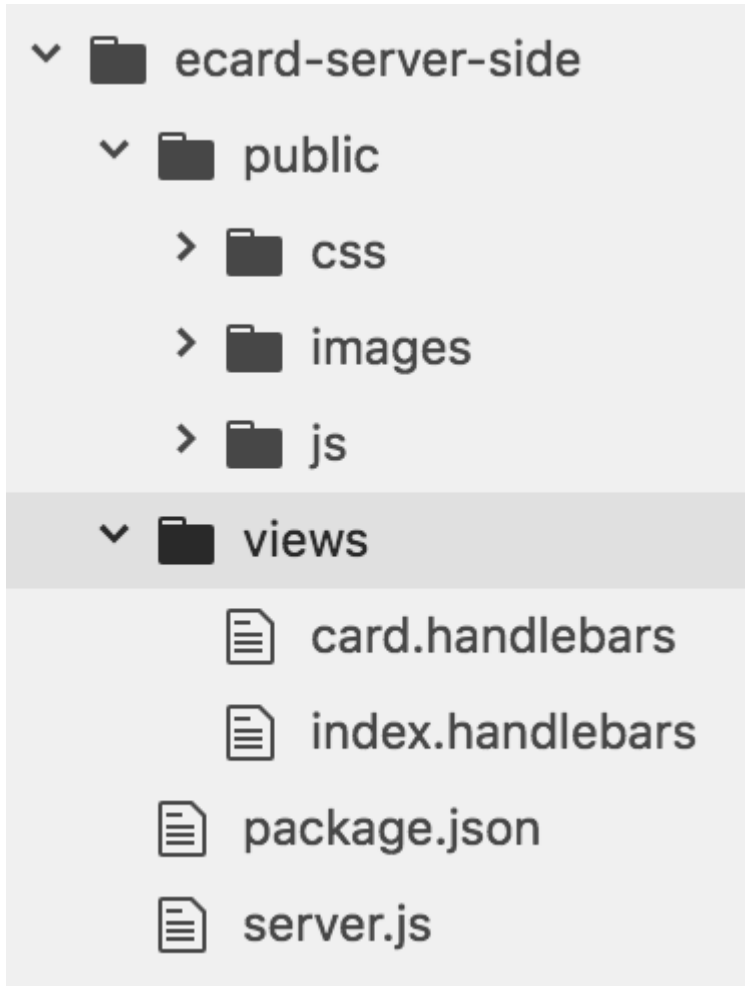 ecard-server-side
public
css
images
js
views
card.handlebars
index.handlebars
package.json
server.js